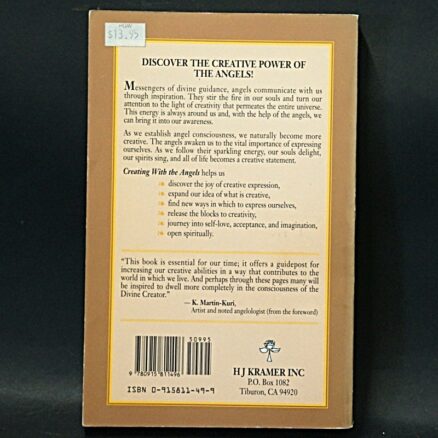 $13.95
DISCOVER THE CREATIVE POWER OF
THE ANGELS!
Messengers of divine guidance, angels communicate with us
through inspiration. They stir the fire in our souls and turn our
attention to the light of creativity that permeates the entire universe.
This energy is always around us and, with the help of the angels, we
can bring it into our awareness.
As we establish angel consciousness, we naturally become more
creative. The angels awaken us to the vital importance of expressing
ourselves. As we follow their sparkling energy, our souls delight,
our spirits sing, and all of life becomes a creative statement.
Creating With the Angels helps us
discover the joy of creative expression,
expand our idea of what is creative,
find new ways in which to express ourselves,
release the blocks to creativity,
journey into self-love, acceptance, and imagination,
open spiritually.
"This book is essential for our time; it offers a guidepost for
increasing our creative abilities in a way that contributes to the
world in which we live. And perhaps through these pages many will
be inspired to dwell more completely in the consciousness of the
Divine Creator."
— K. Martin-Kuri,
Artist and noted angelologist (from the foreword)
50995
9 780915 811496
ISBN 0-915811-49-9
H J KRAMER INC
P.O. Box 1082
Tiburon, CA 94920